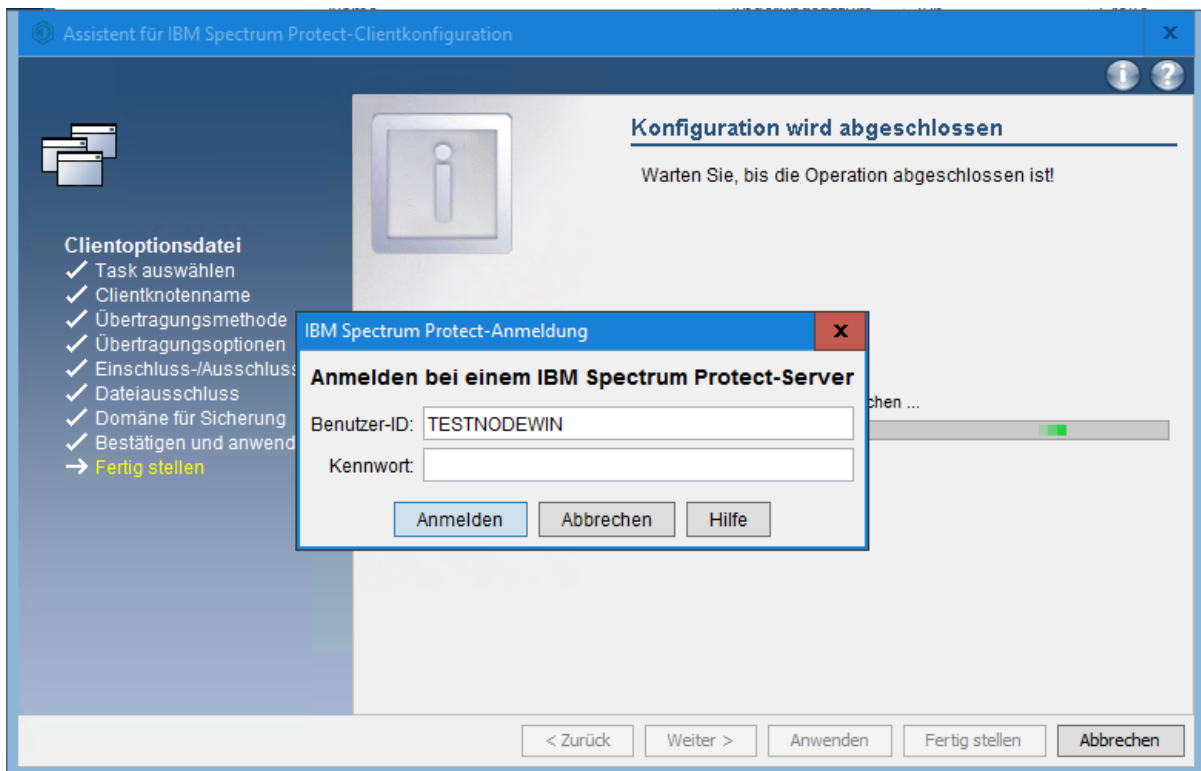 Assistent für IBM Spectrum Protect-Clientkonfiguration
Konfiguration wird abgeschlossen
Warten Sie, bis die Operation abgeschlossen ist!
Clientoptionsdatei
Task auswählen
Clientknotenname
Übertragungsmethode
Übertragungsoptionen
Einschluss-/Ausschluss
Dateiausschluss
Domäne für Sicherung
Bestätigen und anwend
Fertig stellen
IBM Spectrum Protect-Anmeldung
x
Anmelden bei einem IBM Spectrum Protect-Server
Benutzer-ID: TESTNODEWIN
Kennwort:
Anmelden Abbrechen Hilfe
chen ...
< Zurück Weiter > Anwenden Fertig stellen Abbrechen